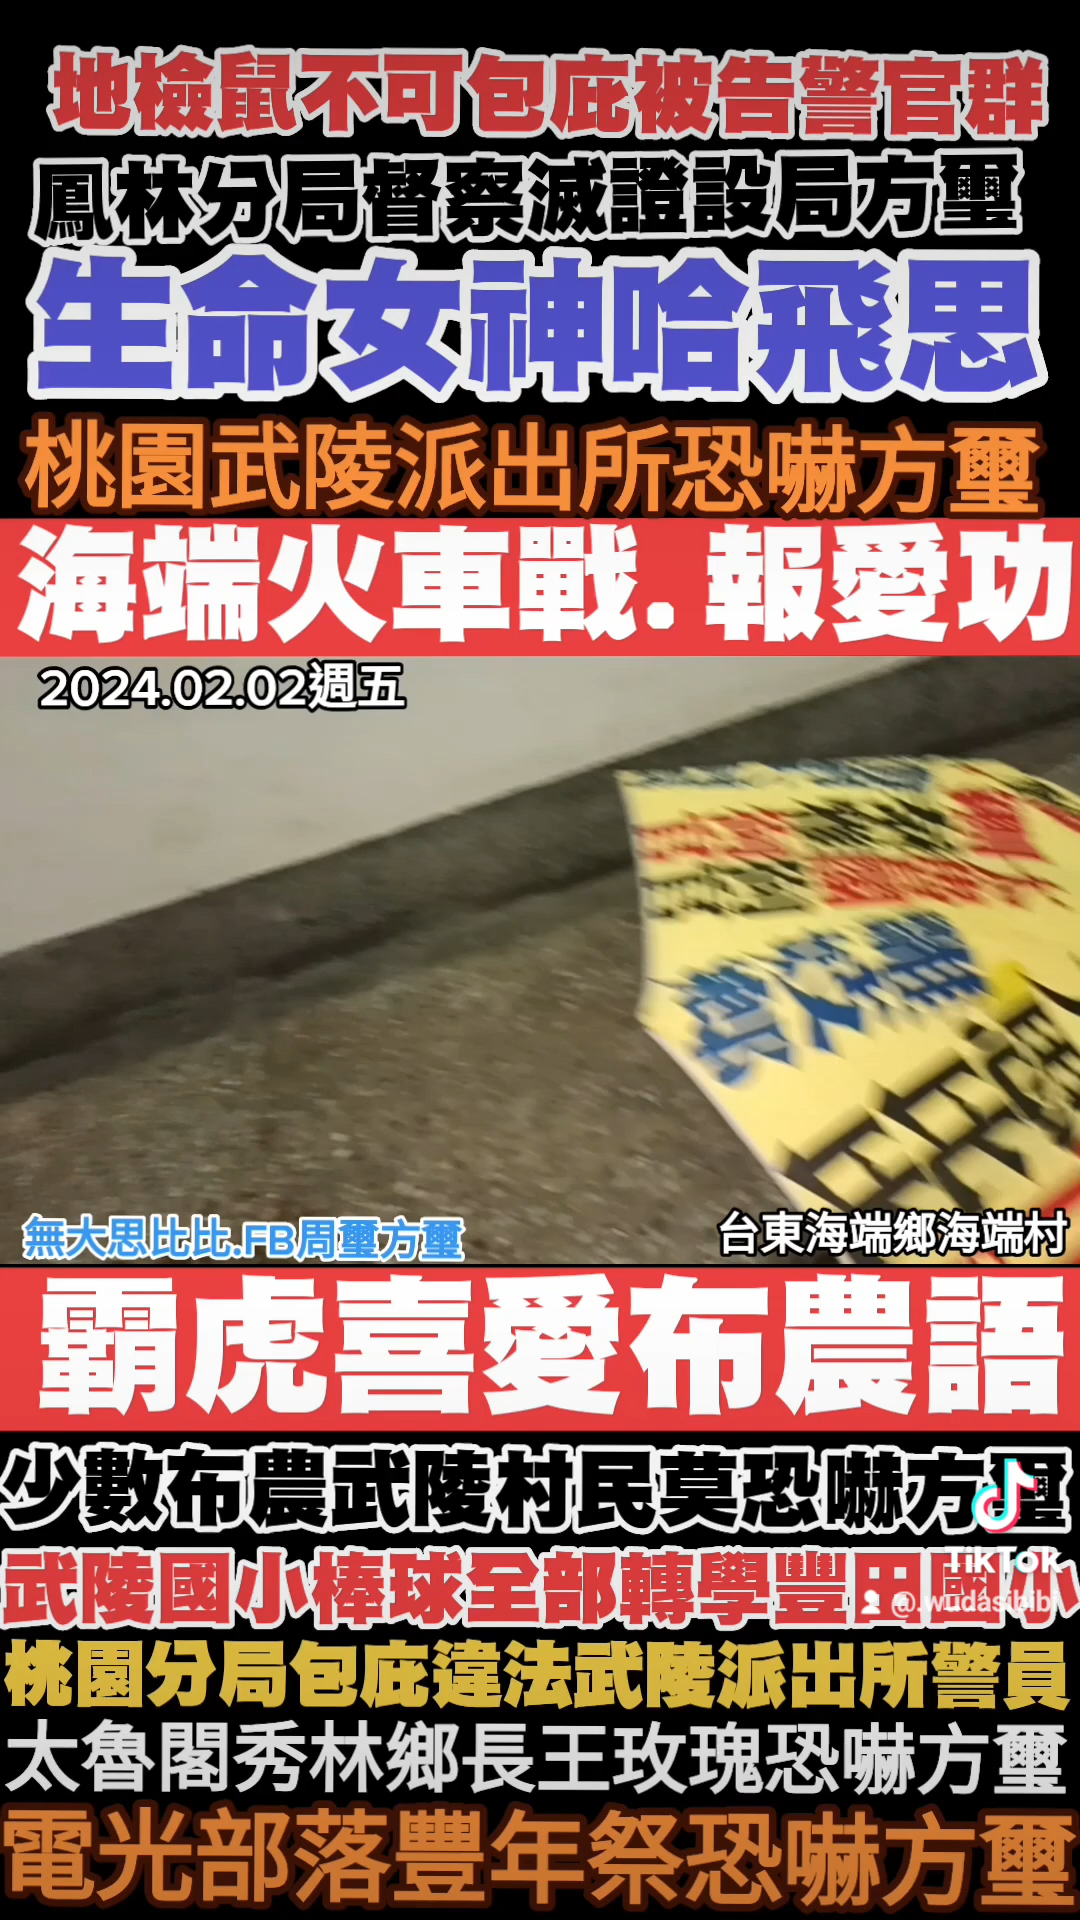 地檢鼠不可包庇被告警官群
鳳林分局督察滅證設局方璽
生命女神哈飛思
桃園武陵派出所恐嚇方璽
海端火車戰.報愛功
2024.02.02週五
無大思比比.FB周璽方璽
台東海端鄉海端村
霸虎喜愛布農語
少數布農武陵村民莫恐嚇方璽
武陵國小棒球全部轉學豐田國小
TikTok
@.wudasibibi
桃園分局包庇違法武陵派出所警員
太魯閣秀林鄉長王玫瑰恐嚇方璽
電光部落豐年祭恐嚇方璽